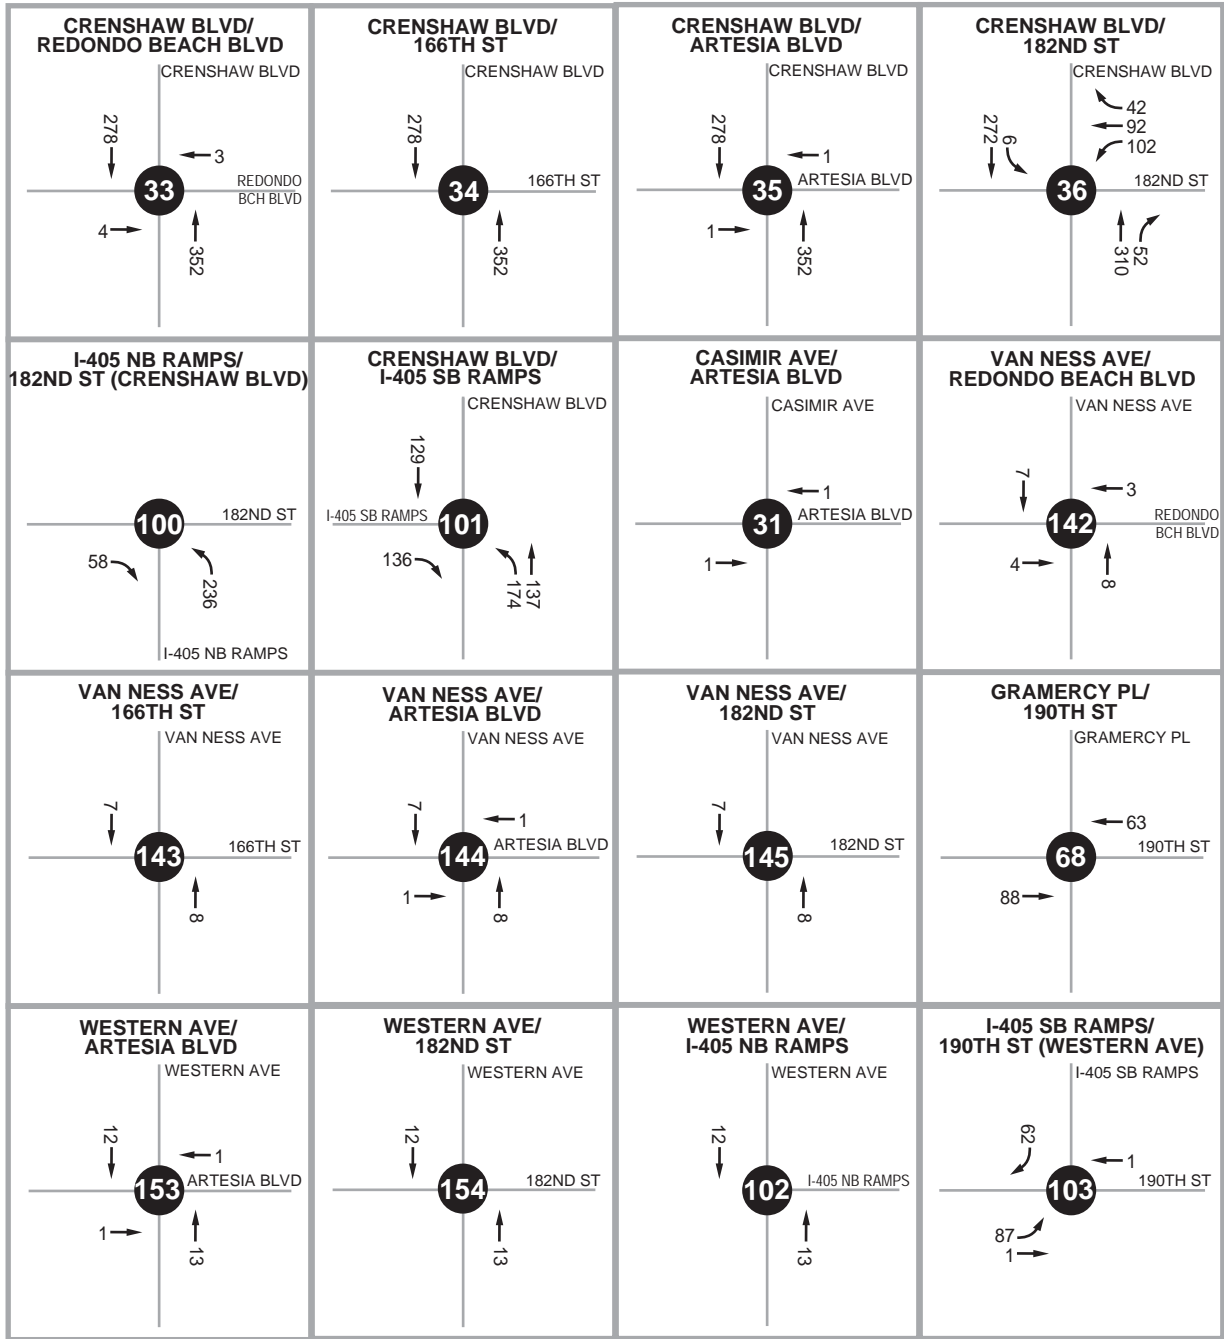 CRENSHAW BLVD/
REDONDO BEACH BLVD
CRENSHAW BLVD
278
3
33
REDONDO
BCH BLVD
4
352
CRENSHAW BLVD/
166TH ST
CRENSHAW BLVD
278
34
166TH ST
352
CRENSHAW BLVD/
ARTESIA BLVD
CRENSHAW BLVD
278
1
35
ARTESIA BLVD
1
352
CRENSHAW BLVD/
182ND ST
CRENSHAW BLVD
42
92
102
272
6
36
182ND ST
310
52
I-405 NB RAMPS/
182ND ST (CRENSHAW BLVD)
100
182ND ST
58
236
I-405 NB RAMPS
CRENSHAW BLVD/
I-405 SB RAMPS
CRENSHAW BLVD
129
I-405 SB RAMPS
101
136
174
137
CASIMIR AVE/
ARTESIA BLVD
CASIMIR AVE
1
31
ARTESIA BLVD
1
VAN NESS AVE/
REDONDO BEACH BLVD
VAN NESS AVE
7
3
142
REDONDO
BCH BLVD
4
8
VAN NESS AVE/
166TH ST
VAN NESS AVE
7
143
166TH ST
8
VAN NESS AVE/
ARTESIA BLVD
VAN NESS AVE
7
1
144
ARTESIA BLVD
1
8
VAN NESS AVE/
182ND ST
VAN NESS AVE
7
145
182ND ST
8
GRAMERCY PL/
190TH ST
GRAMERCY PL
63
68
190TH ST
88
WESTERN AVE/
ARTESIA BLVD
WESTERN AVE
12
1
153
ARTESIA BLVD
1
13
WESTERN AVE/
182ND ST
WESTERN AVE
12
154
182ND ST
13
WESTERN AVE/
I-405 NB RAMPS
WESTERN AVE
12
102
I-405 NB RAMPS
13
I-405 SB RAMPS/
190TH ST (WESTERN AVE)
I-405 SB RAMPS
62
1
103
190TH ST
87
1